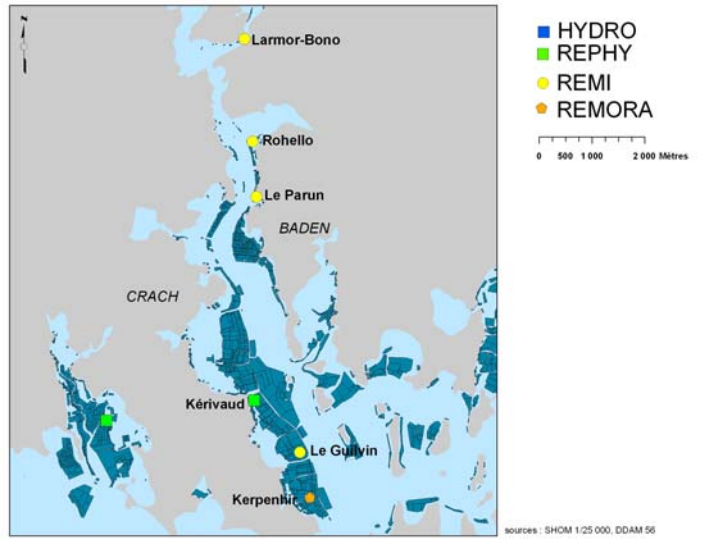 N
Larmor-Bono
Rohello
Le Parun
BADEN
CRACH
Kérivaud
Le Guilvin
Kerpenhir
HYDRO
REPHY
REMI
REMORA
0 500 1 000 2 000 Mètres
sources : SHOM 1/25 000, DDAM 56